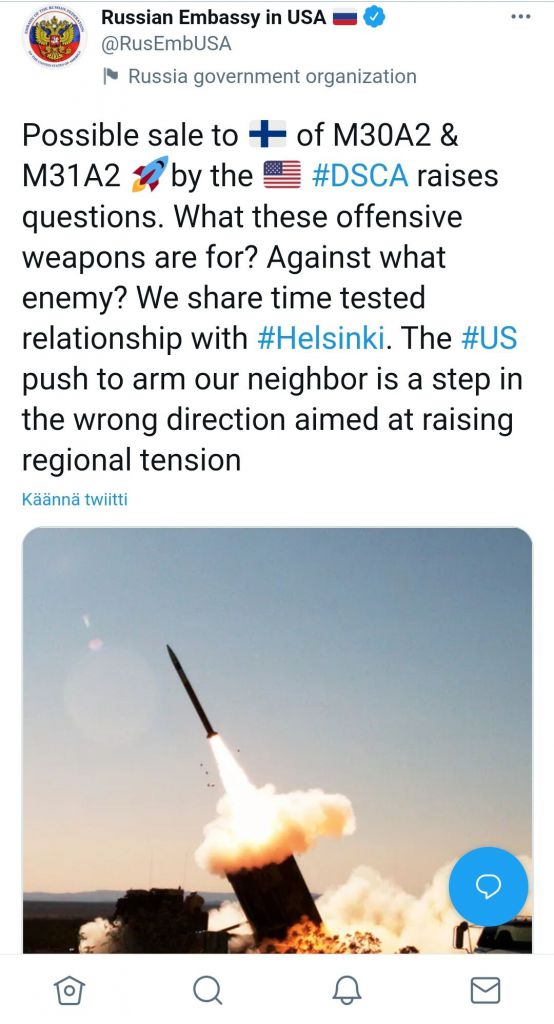 Russian Embassy in USA 🇷🇺
@RusEmbUSA
Russia government organization
Possible sale to 🇫🇮 of M30A2 &
M31A2 🚀 by the 🇺🇸 #DSCA raises
questions. What these offensive
weapons are for? Against what
enemy? We share time tested
relationship with #Helsinki. The #US
push to arm our neighbor is a step in
the wrong direction aimed at raising
regional tension
Käännä twiitti